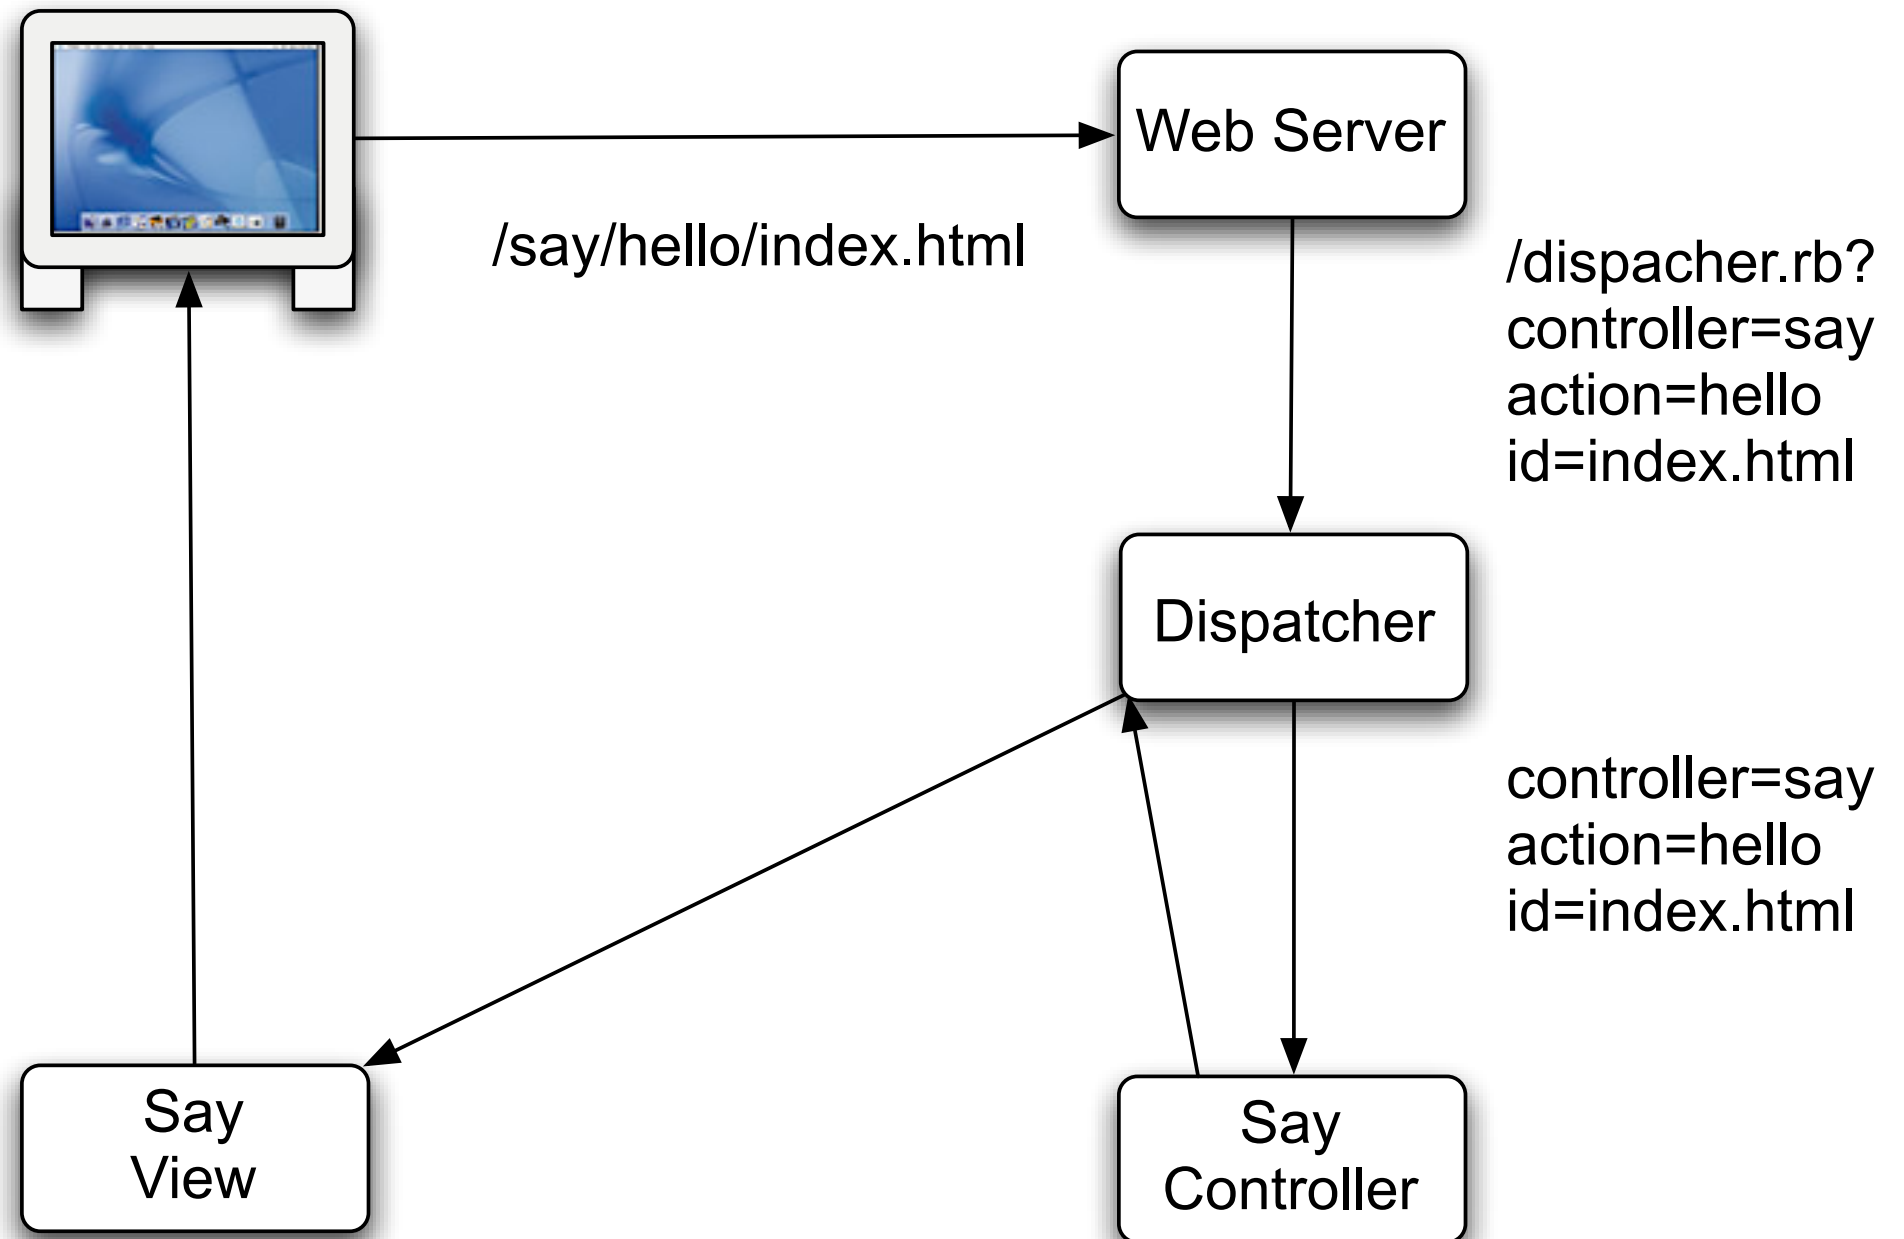 Web Server
/say/hello/index.html
/dispacher.rb?
controller=say
action=hello
id=index.html
Dispatcher
controller=say
action=hello
id=index.html
Say
View
Say
Controller